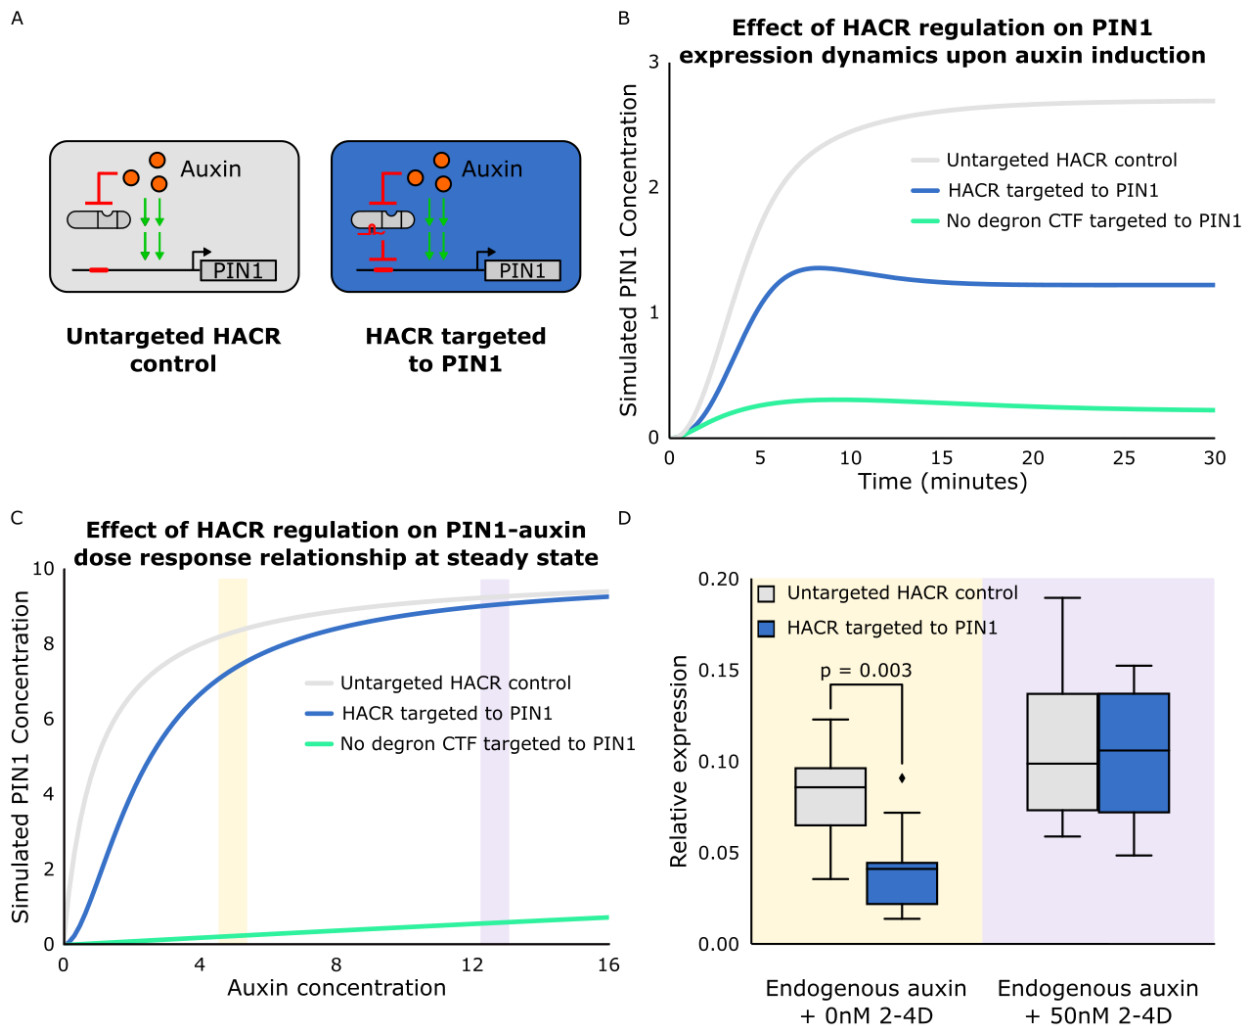 A
Auxin
PIN1
Untargeted HACR
control
Auxin
PIN1
HACR targeted
to PIN1
B
Effect of HACR regulation on PIN1
expression dynamics upon auxin induction
Simulated PIN1 Concentration
3
2
1
0
Untargeted HACR control
HACR targeted to PIN1
No degron CTF targeted to PIN1
0 5 10 15 20 25 30
Time (minutes)
C
Effect of HACR regulation on PIN1-auxin
dose response relationship at steady state
Simulated PIN1 Concentration
10
8
6
4
2
0
Untargeted HACR control
HACR targeted to PIN1
No degron CTF targeted to PIN1
0 4 8 12 16
Auxin concentration
D
Relative expression
0.20
0.15
0.10
0.05
0.00
Untargeted HACR control
HACR targeted to PIN1
p = 0.003
Endogenous auxin
+ 0nM 2-4D
Endogenous auxin
+ 50nM 2-4D